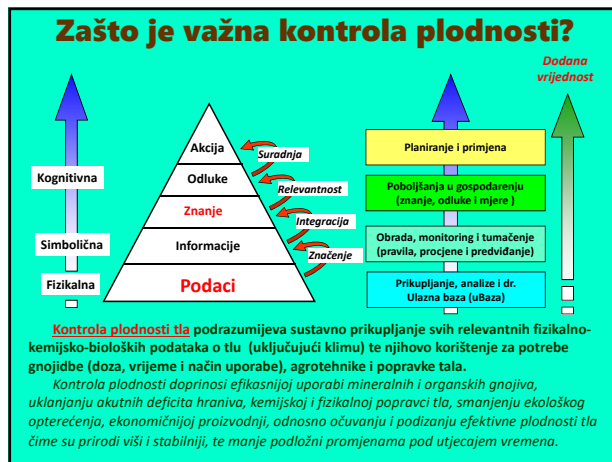 Zašto je važna kontrola plodnosti?
Dodana
vrijednost
Kognitivna
Simbolična
Fizikalna
Akcija
Odluke
Znanje
Informacije
Podaci
Suradnja
Relevantnost
Integracija
Značenje
Planiranje i primjena
Poboljšanja u gospodarenju
(znanje, odluke i mjere )
Obrada, monitoring i tumačenje
(pravila, procjene i predviđanje)
Prikupljanje, analize i dr.
Ulazna baza (uBaza)
Kontrola plodnosti tla podrazumijeva sustavno prikupljanje svih relevantnih fizikalno-
kemijsko-bioloških podataka o tlu (uključujući klimu) te njihovo korištenje za potrebe
gnojidbe (doza, vrijeme i način uporabe), agrotehnike i popravke tala.
Kontrola plodnosti doprinosi efikasnijoj uporabi mineralnih i organskih gnojiva,
uklanjanju akutnih deficita hraniva, kemijskoj i fizikalnoj popravci tla, smanjenju ekološkog
opterećenja, ekonomičnijoj proizvodnji, odnosno očuvanju i podizanju efektivne plodnosti tla
čime su prirodi viši i stabilniji, te manje podložni promjenama pod utjecajem vremena.